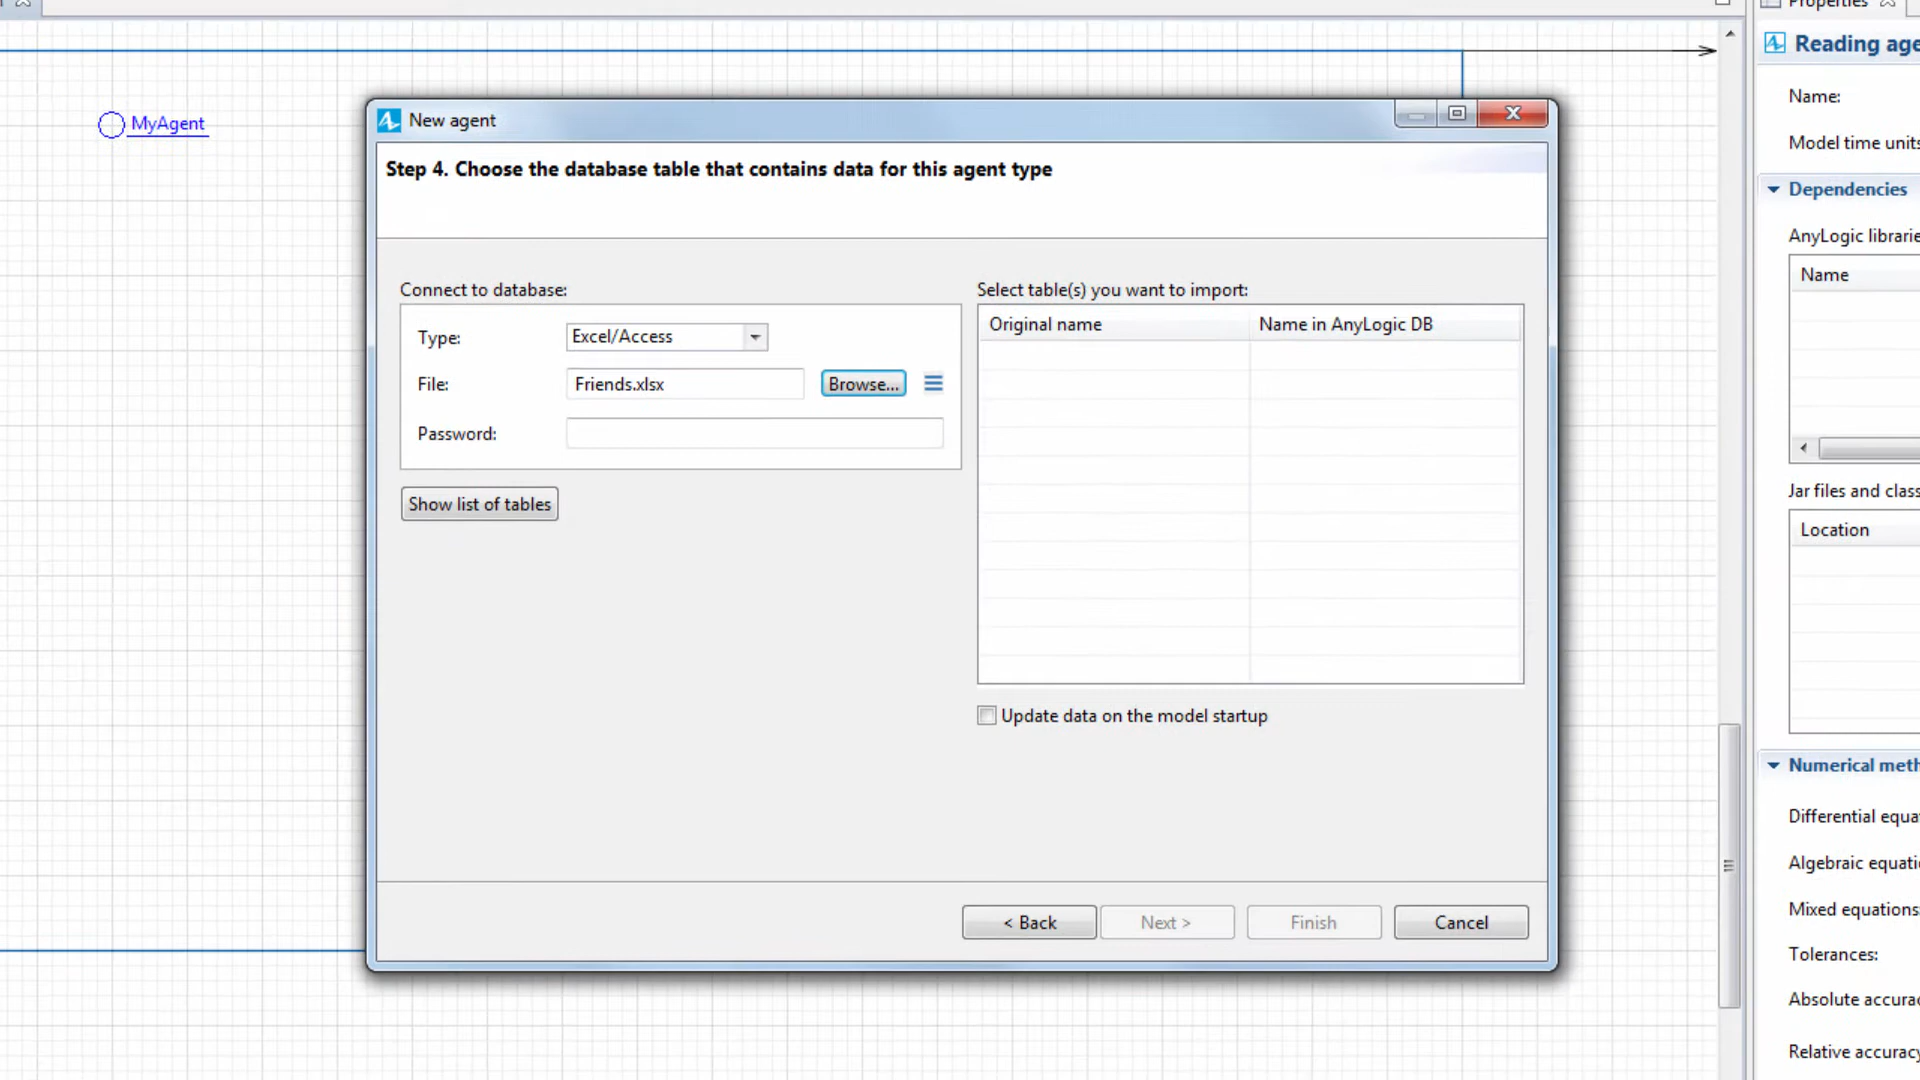 Properties
Reading age
MyAgent
New agent
Name:
Step 4. Choose the database table that contains data for this agent type
Model time units
Dependencies
AnyLogic librarie
Name
Connect to database:
Select table(s) you want to import:
Type:
Excel/Access
Original name
Name in AnyLogic DB
File:
Friends.xlsx
Browse...
Password:
Show list of tables
Jar files and class
Location
Update data on the model startup
Numerical meth
Differential equa
Algebraic equatio
Mixed equations:
Tolerances:
Absolute accurac
Relative accuracy
< Back
Next >
Finish
Cancel